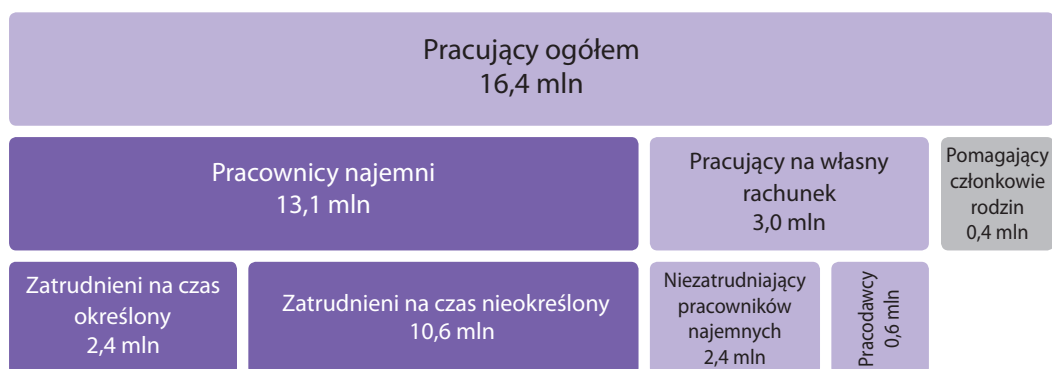 Pracujący ogółem
16,4 mln
Pracownicy najemni
13,1 mln
Pracujący na własny
rachunek
3,0 mln
Pomagający
członkowie
rodzin
0,4 mln
Zatrudnieni na czas
określony
2,4 mln
Zatrudnieni na czas nieokreślony
10,6 mln
Niezatrudniający
pracowników
najemnych
2,4 mln
Pracodawcy
0,6 mln